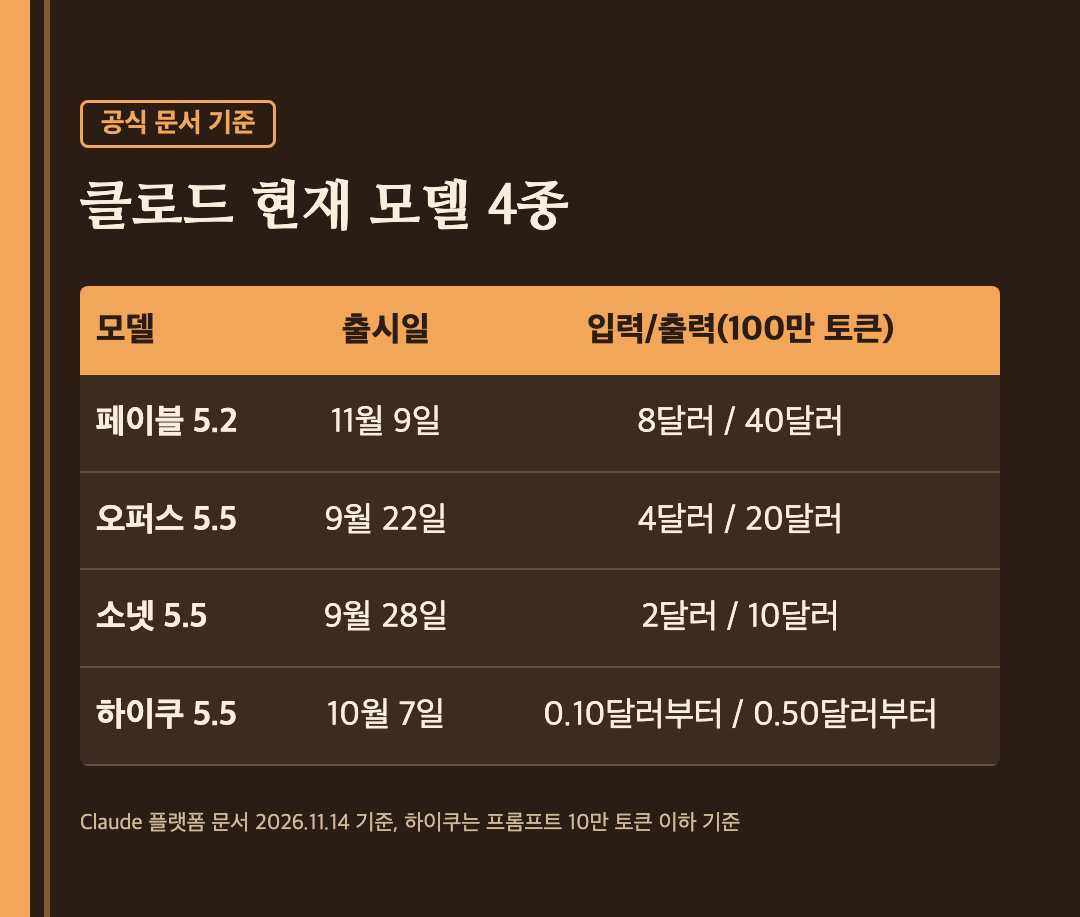 공식 문서 기준
클로드 현재 모델 4종
모델 출시일 입력/출력(100만 토큰)
페이블 5.2 11월 9일 8달러 / 40달러
오퍼스 5.5 9월 22일 4달러 / 20달러
소넷 5.5 9월 28일 2달러 / 10달러
하이쿠 5.5 10월 7일 0.10달러부터 / 0.50달러부터
Claude 플랫폼 문서 2026.11.14 기준, 하이쿠는 프롬프트 10만 토큰 이하 기준